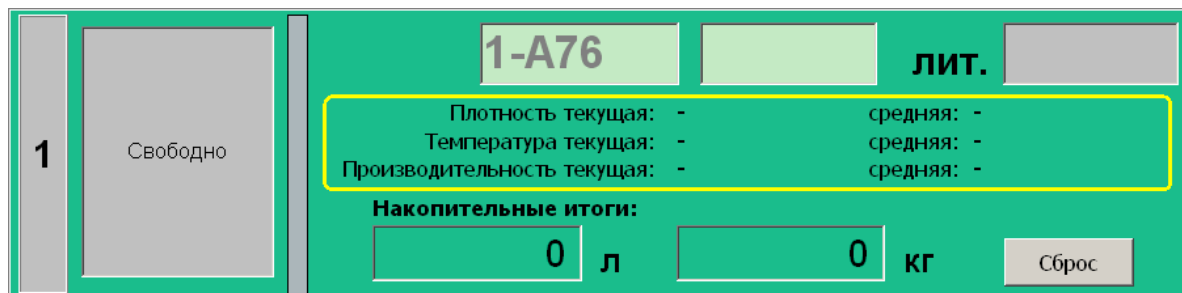 1-А76 лит.
Плотность текущая: - средняя: -
1 Свободно Температура текущая: - средняя: -
Производительность текущая: - средняя: -
Накопительные итоги:
0 л 0 кг Сброс